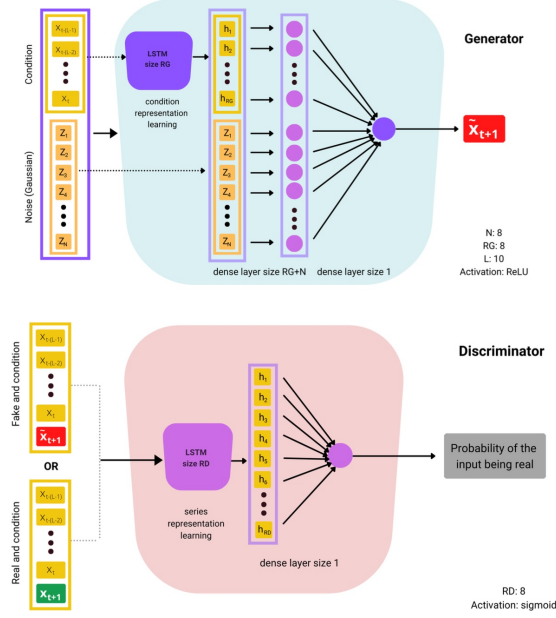 Generator
Condition
X_{t-(L-1)}
X_{t-(L-2)}
X_t
Noise (Gaussian)
Z_1
Z_2
Z_3
Z_4
Z_N
LSTM
size RG
condition
representation
learning
h_1
h_2
h_{RG}
Z_1
Z_2
Z_3
Z_4
Z_N
dense layer size RG+N
dense layer size 1
x̃_{t+1}
N: 8
RG: 8
L: 10
Activation: ReLU
Discriminator
Fake and condition
X_{t-(L-1)}
X_{t-(L-2)}
X_t
x̃_{t+1}
OR
Real and condition
X_{t-(L-1)}
X_{t-(L-2)}
X_t
x_{t+1}
LSTM
size RD
series
representation
learning
h_1
h_2
h_3
h_4
h_5
h_6
h_{RD}
dense layer size 1
Probability of the
input being real
RD: 8
Activation: sigmoid